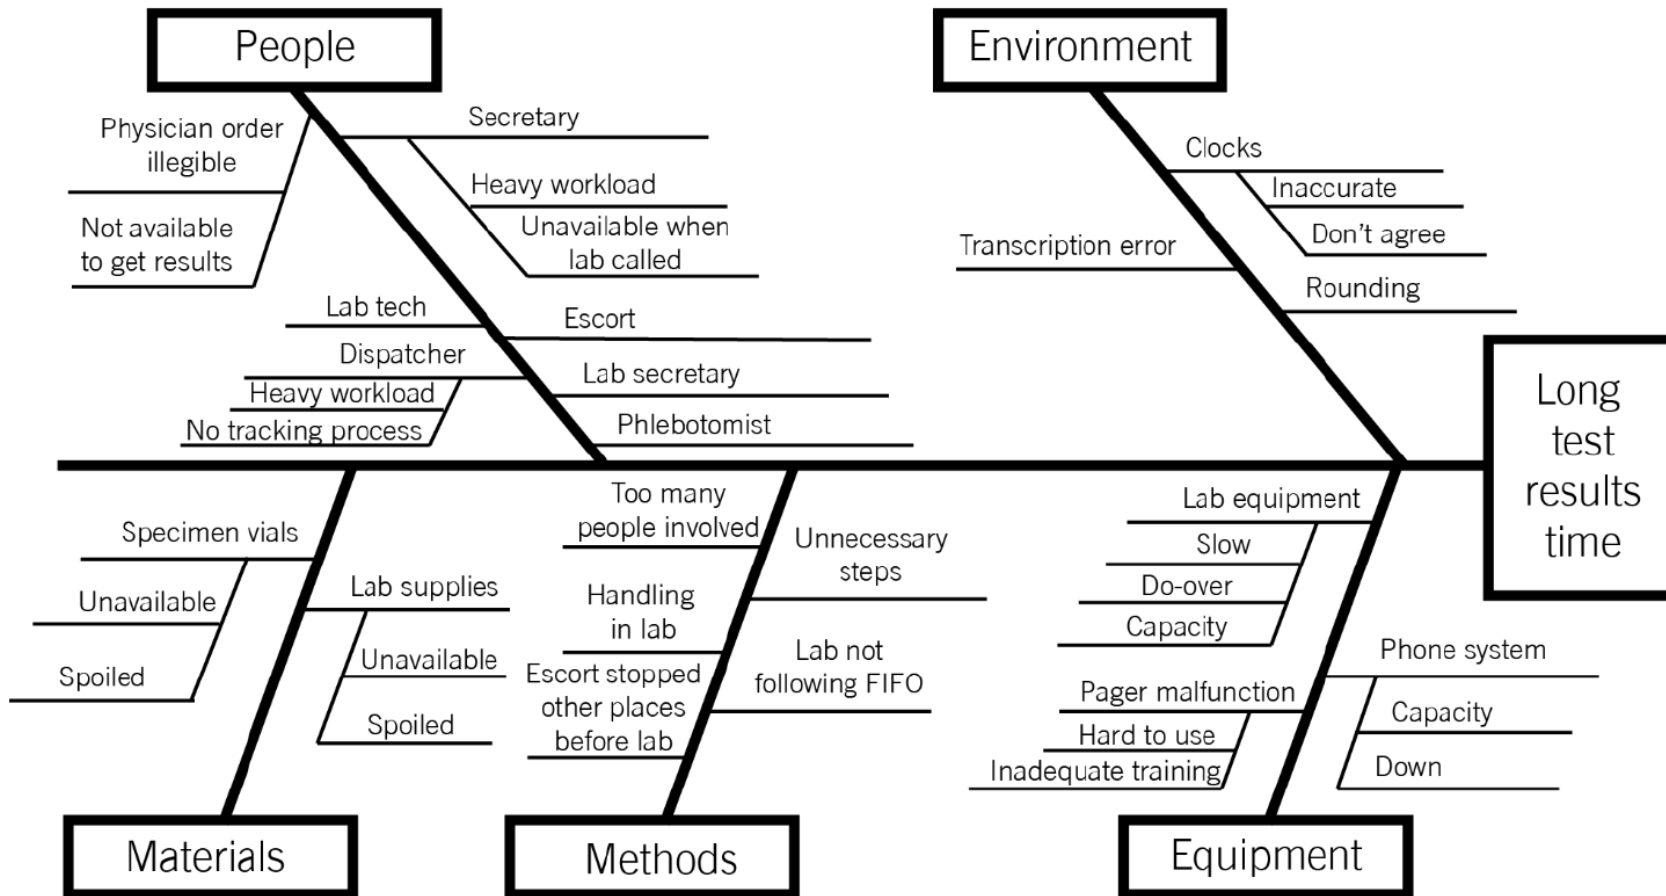 People
Physician order
illegible
Not available
to get results
Secretary
Heavy workload
Unavailable when
lab called
Lab tech
Dispatcher
Heavy workload
No tracking process
Escort
Lab secretary
Phlebotomist
Environment
Clocks
Inaccurate
Don’t agree
Transcription error
Rounding
Long
test
results
time
Specimen vials
Unavailable
Spoiled
Lab supplies
Unavailable
Spoiled
Materials
Too many
people involved
Handling
in lab
Escort stopped
other places
before lab
Unnecessary
steps
Lab not
following FIFO
Methods
Lab equipment
Slow
Do-over
Capacity
Pager malfunction
Hard to use
Inadequate training
Phone system
Capacity
Down
Equipment